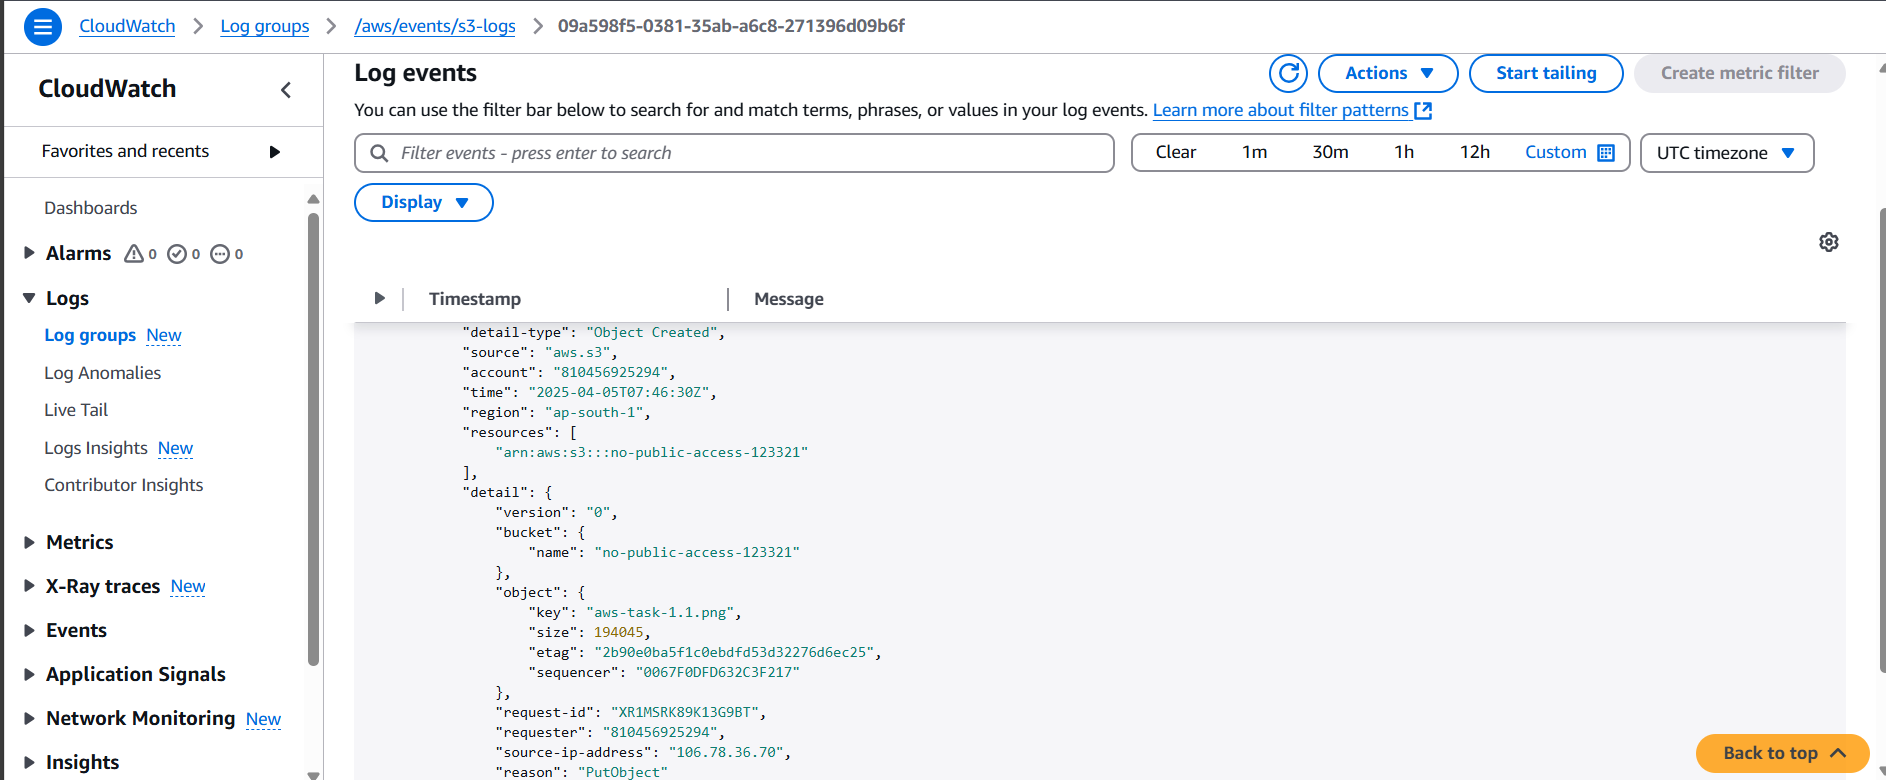 CloudWatch > Log groups > /aws/events/s3-logs > 09a598f5-0381-35ab-a6c8-271396d09b6f
CloudWatch
Favorites and recents
Dashboards
Alarms 0 0 0
Logs
Log groups New
Log Anomalies
Live Tail
Logs Insights New
Contributor Insights
Metrics
X-Ray traces New
Events
Application Signals
Network Monitoring New
Insights
Log events
Actions
Start tailing
Create metric filter
You can use the filter bar below to search for and match terms, phrases, or values in your log events. Learn more about filter patterns
Filter events - press enter to search
Clear 1m 30m 1h 12h Custom
UTC timezone
Display
Timestamp Message
"detail-type": "Object Created",
"source": "aws.s3",
"account": "810456925294",
"time": "2025-04-05T07:46:30Z",
"region": "ap-south-1",
"resources": [
"arn:aws:s3:::no-public-access-123321"
],
"detail": {
"version": "0",
"bucket": {
"name": "no-public-access-123321"
},
"object": {
"key": "aws-task-1.1.png",
"size": 194045,
"etag": "2b90e0ba5f1c0ebdfd53d32276d6ec25",
"sequencer": "0067F0DFD632C3F217"
},
"request-id": "XR1MSRK89K13G9BT",
"requester": "810456925294",
"source-ip-address": "106.78.36.70",
"reason": "PutObject"
Back to top